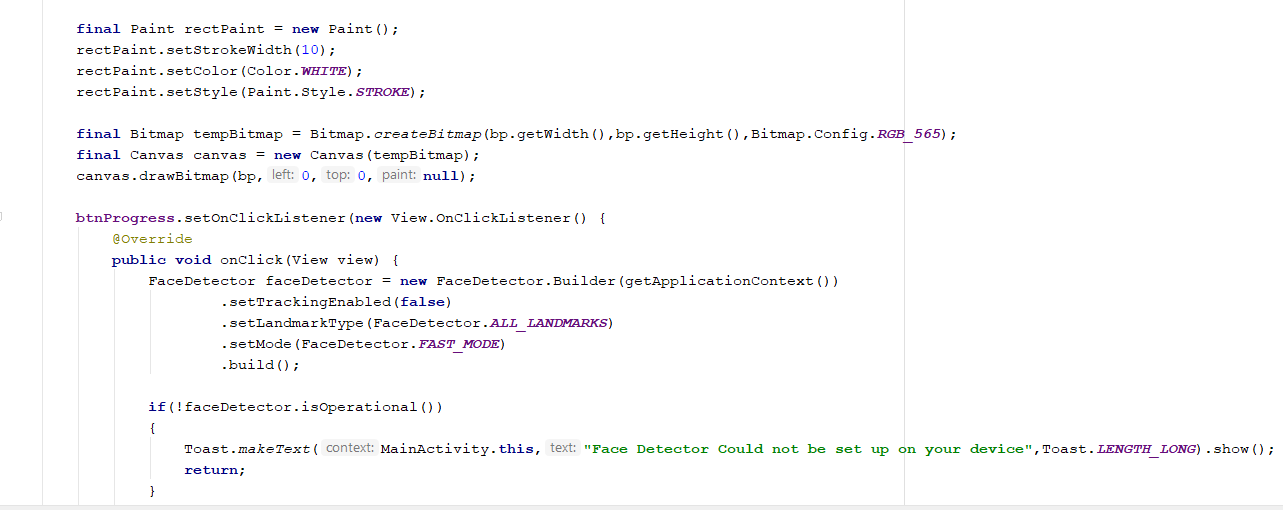 final Paint rectPaint = new Paint();
rectPaint.setStrokeWidth(10);
rectPaint.setColor(Color.WHITE);
rectPaint.setStyle(Paint.Style.STROKE);
final Bitmap tempBitmap = Bitmap.createBitmap(bp.getWidth(),bp.getHeight(),Bitmap.Config.RGB_565);
final Canvas canvas = new Canvas(tempBitmap);
canvas.drawBitmap(bp, left: 0, top: 0, paint: null);
btnProgress.setOnClickListener(new View.OnClickListener() {
@Override
public void onClick(View view) {
FaceDetector faceDetector = new FaceDetector.Builder(getApplicationContext())
.setTrackingEnabled(false)
.setLandmarkType(FaceDetector.ALL_LANDMARKS)
.setMode(FaceDetector.FAST_MODE)
.build();
if(!faceDetector.isOperational())
{
Toast.makeText( context: MainActivity.this, text: "Face Detector Could not be set up on your device",Toast.LENGTH_LONG).show();
return;
}